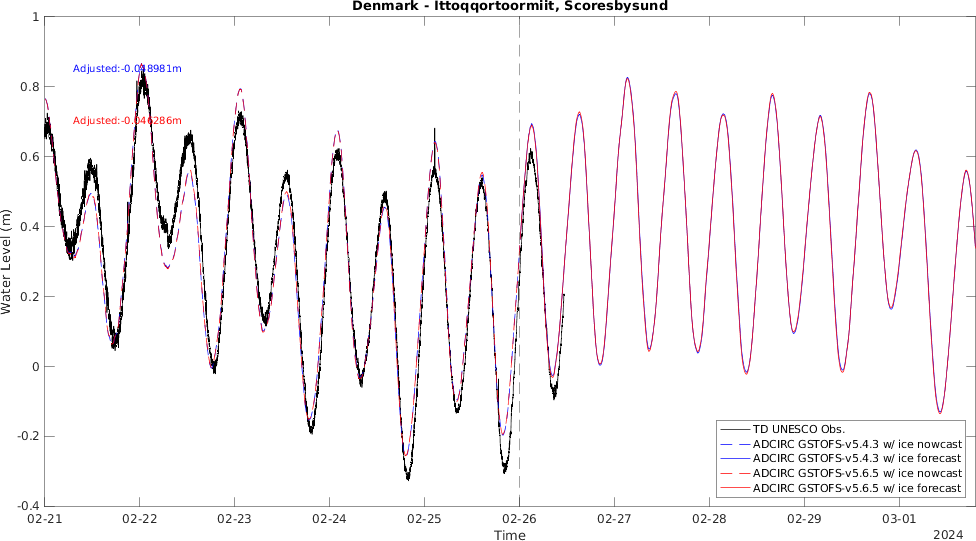 Denmark - Ittoqqortoormiit, Scoresbysund
1
0.8
0.6
0.4
0.2
0
-0.2
-0.4
Water Level (m)
Adjusted:-0.048981m
Adjusted:-0.046286m
TD UNESCO Obs.
ADCIRC GSTOFS-v5.4.3 w/ ice nowcast
ADCIRC GSTOFS-v5.4.3 w/ ice forecast
ADCIRC GSTOFS-v5.6.5 w/ ice nowcast
ADCIRC GSTOFS-v5.6.5 w/ ice forecast
02-21 02-22 02-23 02-24 02-25 02-26 02-27 02-28 02-29 03-01
Time
2024